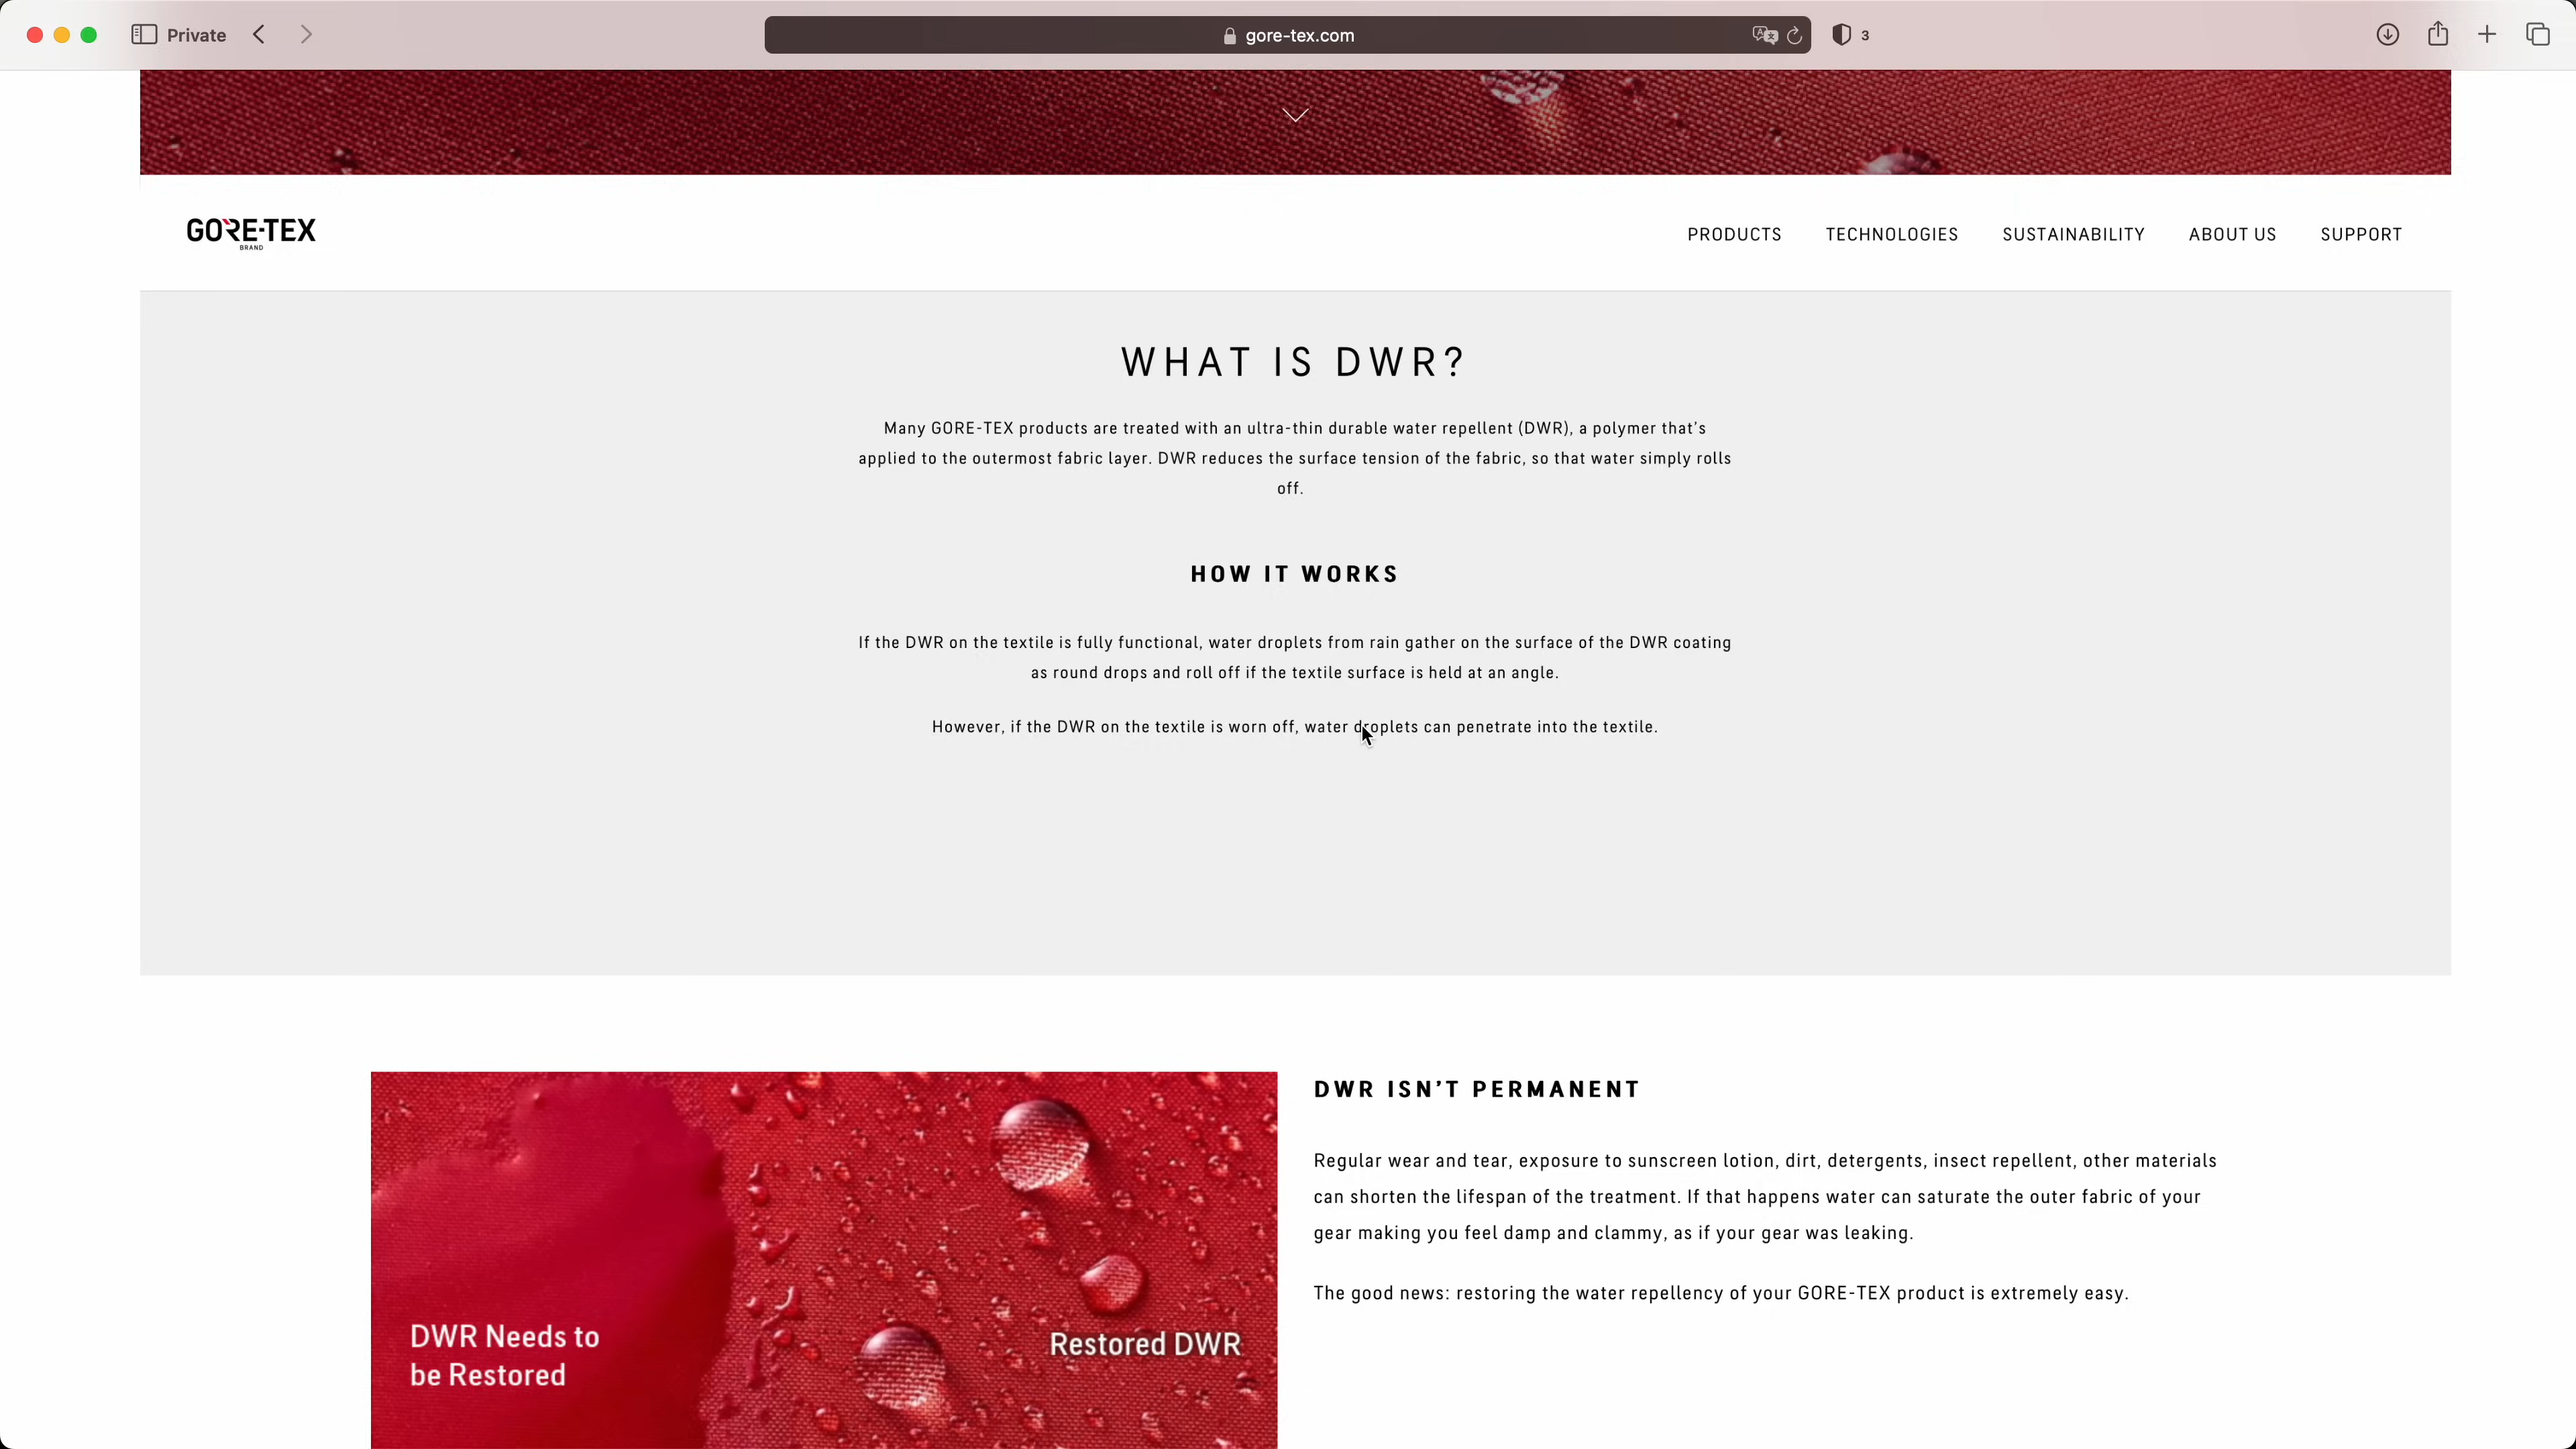 Private
gore-tex.com
3
GORE-TEX
BRAND
PRODUCTS
TECHNOLOGIES
SUSTAINABILITY
ABOUT US
SUPPORT
WHAT IS DWR?
Many GORE-TEX products are treated with an ultra-thin durable water repellent (DWR), a polymer that's
applied to the outermost fabric layer. DWR reduces the surface tension of the fabric, so that water simply rolls
off.
HOW IT WORKS
If the DWR on the textile is fully functional, water droplets from rain gather on the surface of the DWR coating
as round drops and roll off if the textile surface is held at an angle.
However, if the DWR on the textile is worn off, water droplets can penetrate into the textile.
DWR Needs to
be Restored
Restored DWR
DWR ISN'T PERMANENT
Regular wear and tear, exposure to sunscreen lotion, dirt, detergents, insect repellent, other materials
can shorten the lifespan of the treatment. If that happens water can saturate the outer fabric of your
gear making you feel damp and clammy, as if your gear was leaking.
The good news: restoring the water repellency of your GORE-TEX product is extremely easy.